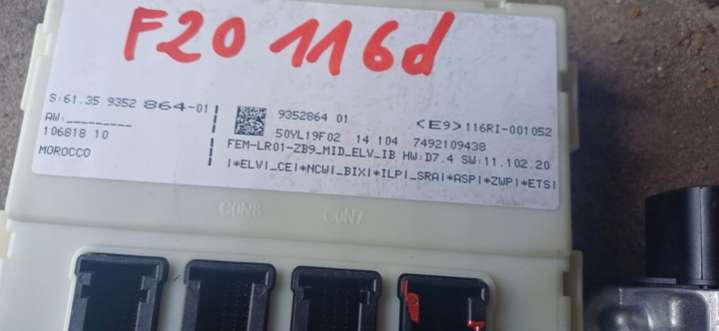 F20 116d
S:61.35 9352 864-01
AW:_________
106818 10
MOROCCO
9352864 01 <E9>116RI-001052
50YL19F02 14 104 7492109438
FEM-LR01-ZB9_MID_ELV_IB HW:D7.4 SW:11.102.20
|*ELV|_CE|*NCW|_BIX|*ILP|_SRA|*ASP|*ZWP|*ETS|
CON8 CON7